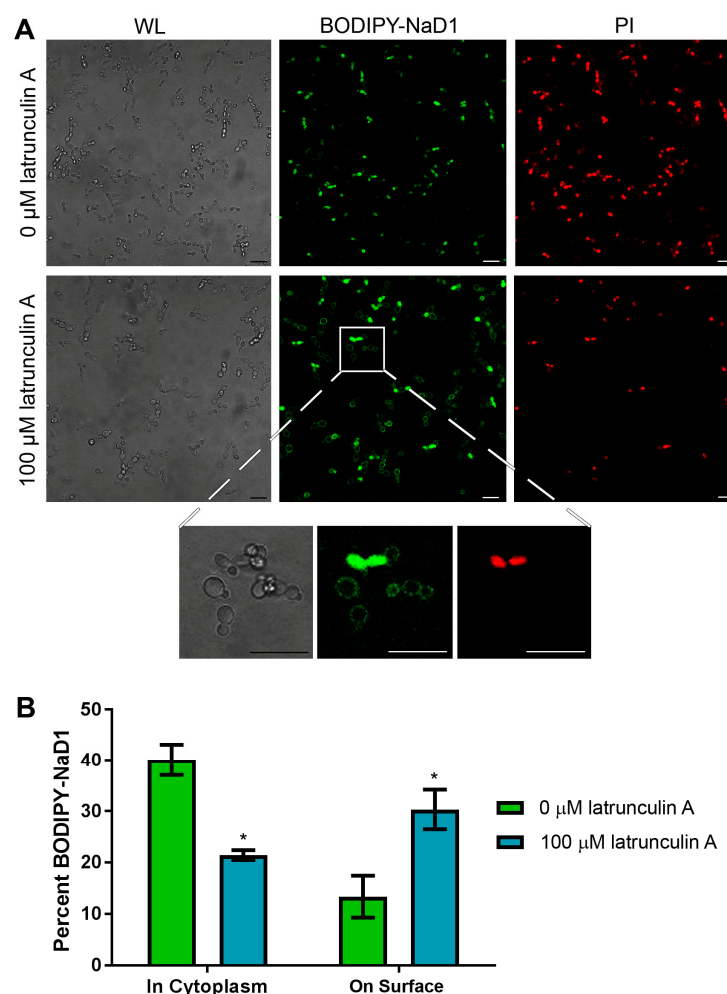 A
WL
BODIPY-NaD1
PI
0 µM latrunculin A
100 µM latrunculin A
B
Percent BODIPY-NaD1
50
40
30
20
10
0
*
*
In Cytoplasm
On Surface
0 µM latrunculin A
100 µM latrunculin A